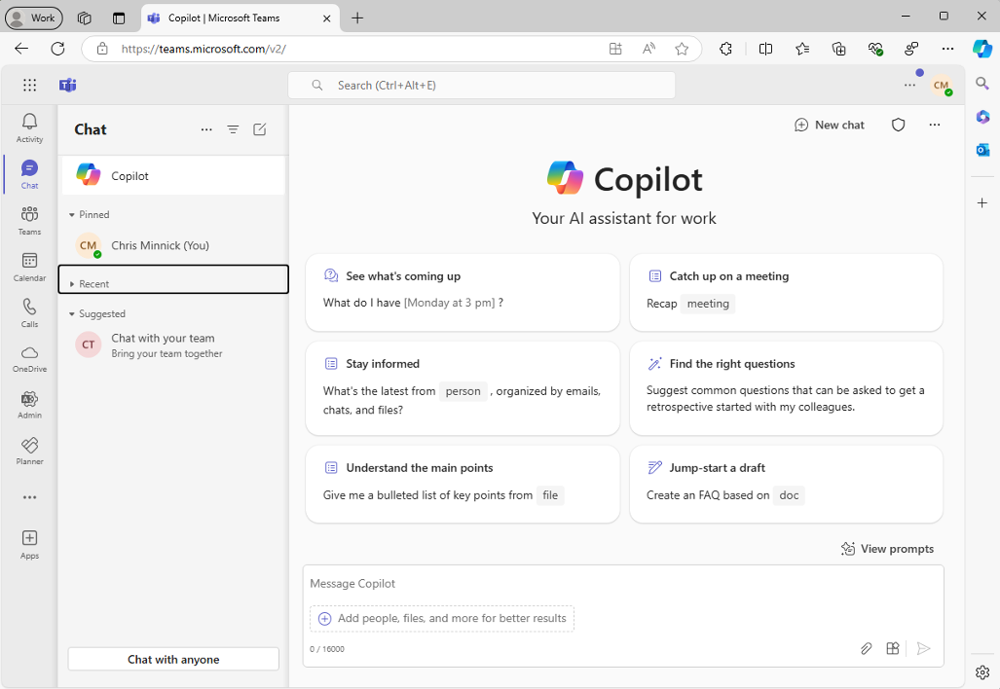 Work
Copilot | Microsoft Teams
https://teams.microsoft.com/v2/
Search (Ctrl+Alt+E)
CM
Activity
Chat
Teams
Calendar
Calls
OneDrive
Admin
Planner
Apps
Chat
Copilot
Pinned
CM
Chris Minnick (You)
Recent
Suggested
CT
Chat with your team
Bring your team together
Chat with anyone
New chat
Copilot
Your AI assistant for work
See what's coming up
What do I have [Monday at 3 pm] ?
Catch up on a meeting
Recap meeting
Stay informed
What's the latest from person , organized by emails,
chats, and files?
Find the right questions
Suggest common questions that can be asked to get a
retrospective started with my colleagues.
Understand the main points
Give me a bulleted list of key points from file
Jump-start a draft
Create an FAQ based on doc
View prompts
Message Copilot
Add people, files, and more for better results
0 / 16000